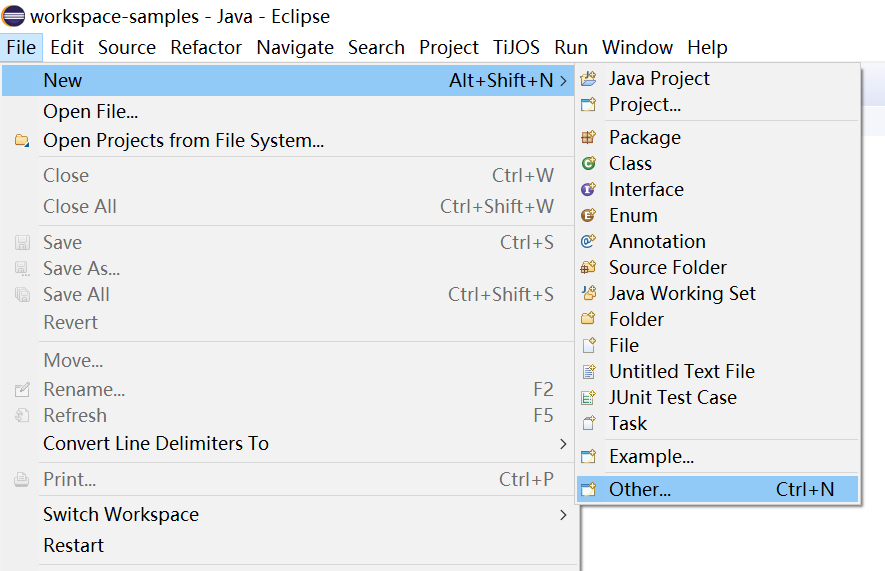 workspace-samples - Java - Eclipse
File Edit Source Refactor Navigate Search Project TiJOS Run Window Help
New Alt+Shift+N
Open File...
Open Projects from File System...
Close Ctrl+W
Close All Ctrl+Shift+W
Save Ctrl+S
Save As...
Save All Ctrl+Shift+S
Revert
Move...
Rename... F2
Refresh F5
Convert Line Delimiters To
Print... Ctrl+P
Switch Workspace
Restart
Java Project
Project...
Package
Class
Interface
Enum
Annotation
Source Folder
Java Working Set
Folder
File
Untitled Text File
JUnit Test Case
Task
Example...
Other... Ctrl+N